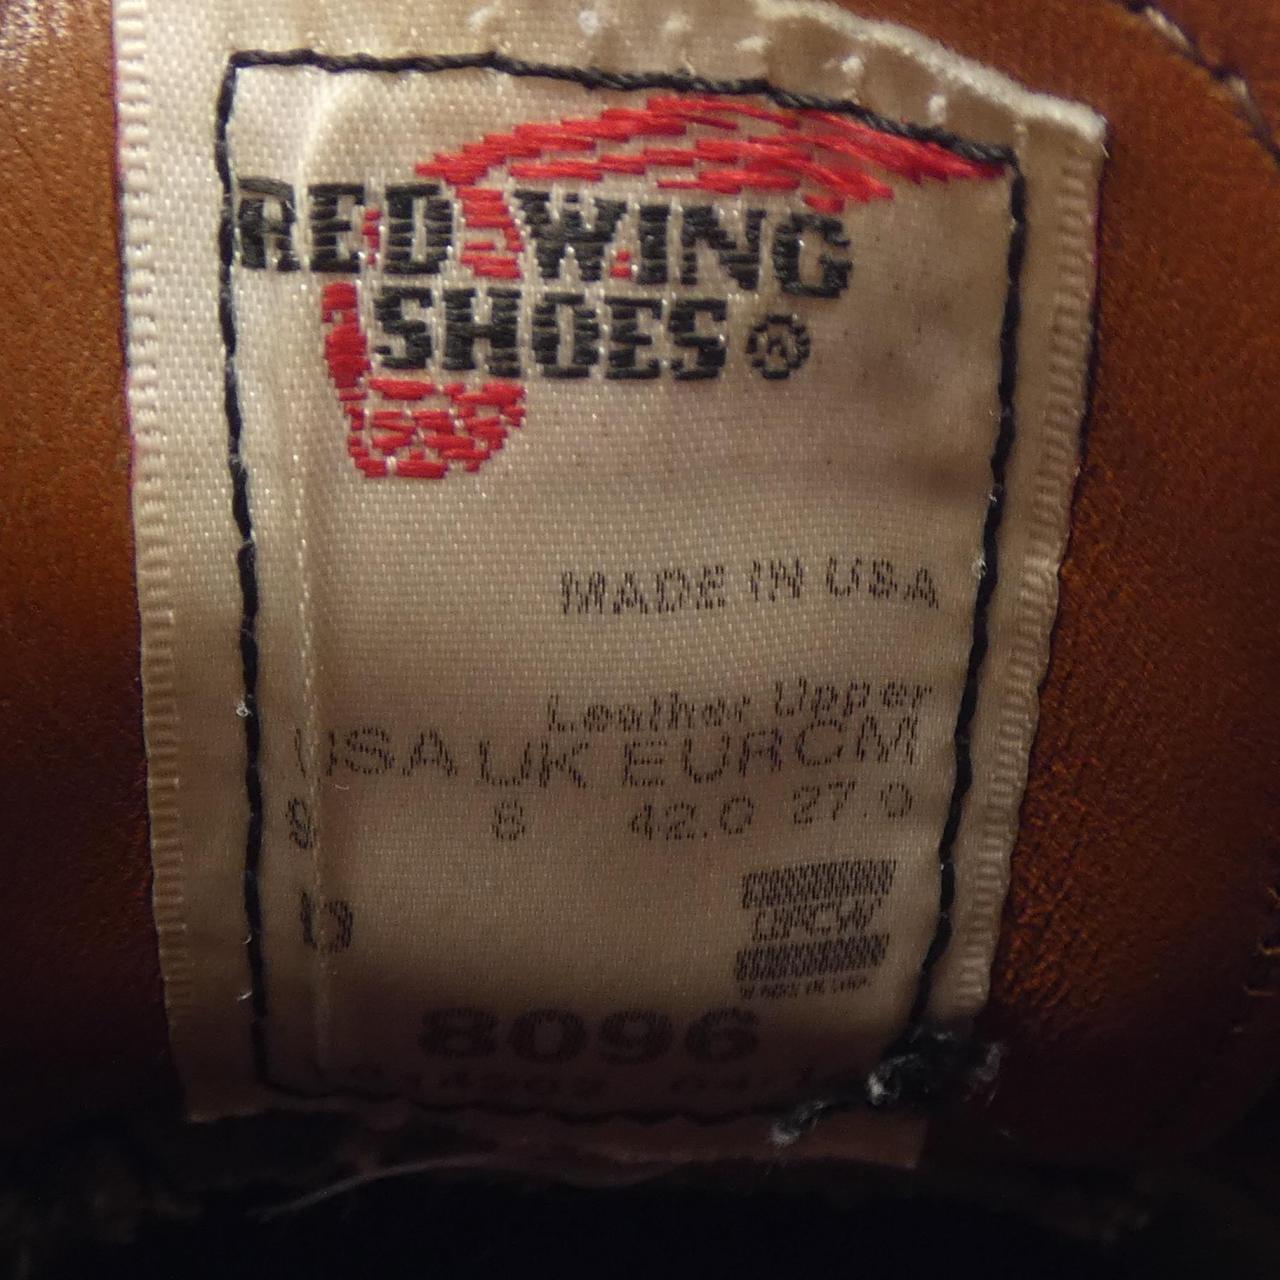 RED WING
SHOES ®
MADE IN USA
Leather Upper
USA UK EUR CM
9 8 42.0 27.0
D
UFCW
8096